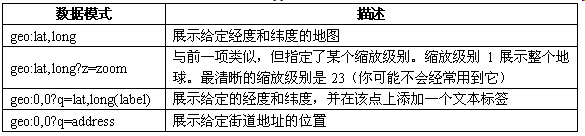 数据模式 描述
geo:lat,long 展示给定经度和纬度的地图
geo:lat,long?z=zoom 与前一项类似，但指定了某个缩放级别。缩放级别 1 展示整个地
球。最清晰的缩放级别是 23（你可能不会经常用到它）
geo:0,0?q=lat,long(label) 展示给定的经度和纬度，并在该点上添加一个文本标签
geo:0,0?q=address 展示给定街道地址的位置